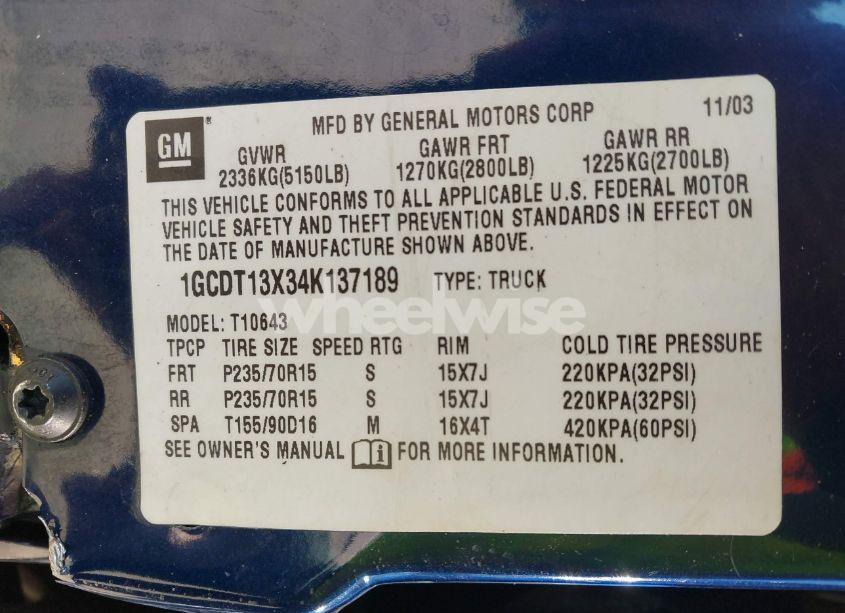 GM ® MFD BY GENERAL MOTORS CORP 11/03
GVWR GAWR FRT GAWR RR
2336KG(5150LB) 1270KG(2800LB) 1225KG(2700LB)
THIS VEHICLE CONFORMS TO ALL APPLICABLE U.S. FEDERAL MOTOR
VEHICLE SAFETY AND THEFT PREVENTION STANDARDS IN EFFECT ON
THE DATE OF MANUFACTURE SHOWN ABOVE.
1GCDT13X34K137189 TYPE: TRUCK
wheelwise
MODEL: T10643
TPCP TIRE SIZE SPEED RTG RIM COLD TIRE PRESSURE
FRT P235/70R15 S 15X7J 220KPA(32PSI)
RR P235/70R15 S 15X7J 220KPA(32PSI)
SPA T155/90D16 M 16X4T 420KPA(60PSI)
SEE OWNER'S MANUAL i FOR MORE INFORMATION.